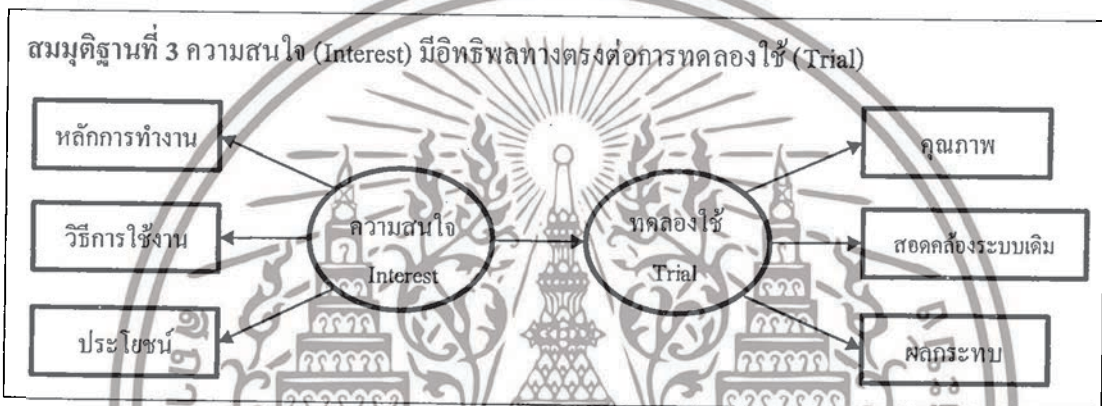 สมมุติฐานที่ 3 ความสนใจ (Interest) มีอิทธิพลทางตรงต่อการทดลองใช้ (Trial)
หลักการทำงาน
วิธีการใช้งาน
ประโยชน์
ความสนใจ
Interest
ทดลองใช้
Trial
คุณภาพ
สอดคล้องระบบเดิม
ผลกระทบ